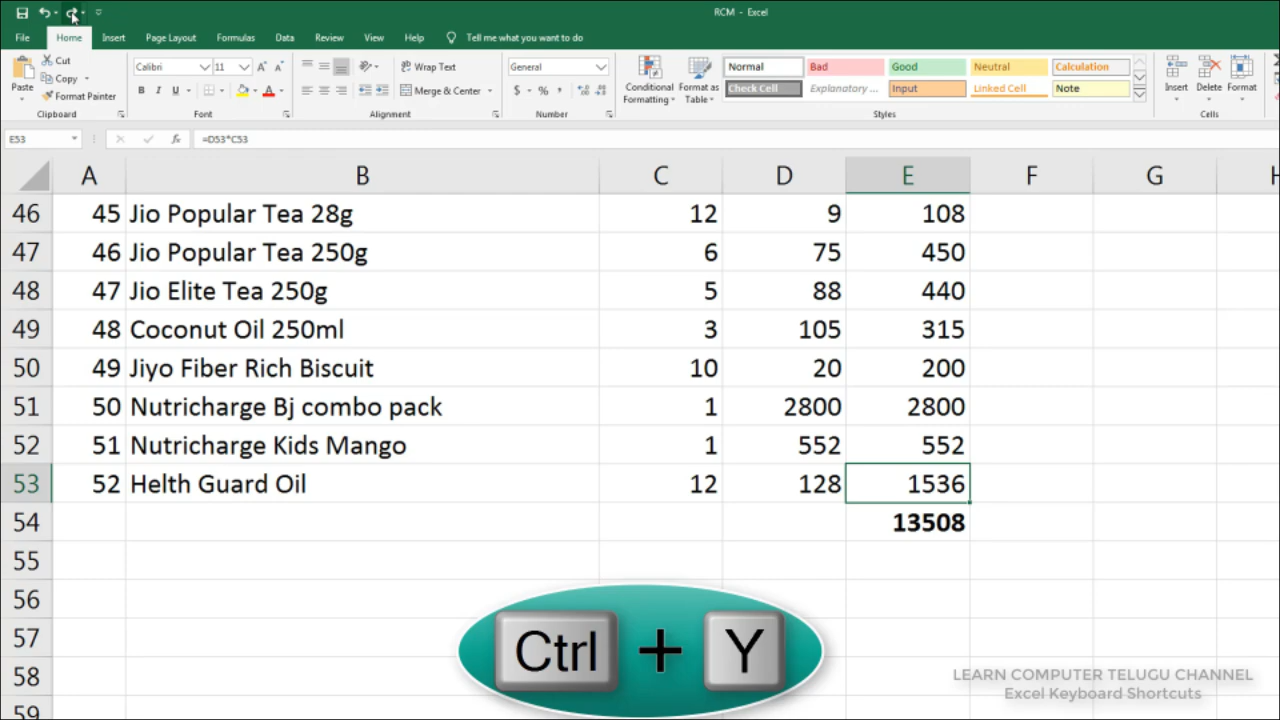 RCM - Excel
File Home Insert Page Layout Formulas Data Review View Help Tell me what you want to do
Paste Cut Copy Format Painter Clipboard
Calibri 11 B I U Font
Wrap Text Merge & Center Alignment
General $ % , Number
Conditional Formatting Format as Table
Normal Bad Good Neutral Calculation
Check Cell Explanatory ... Input Linked Cell Note
Styles
Insert Delete Format Cells
E53 fx =D53*C53
A B C D E F G H
46 45 Jio Popular Tea 28g 12 9 108
47 46 Jio Popular Tea 250g 6 75 450
48 47 Jio Elite Tea 250g 5 88 440
49 48 Coconut Oil 250ml 3 105 315
50 49 Jiyo Fiber Rich Biscuit 10 20 200
51 50 Nutricharge Bj combo pack 1 2800 2800
52 51 Nutricharge Kids Mango 1 552 552
53 52 Helth Guard Oil 12 128 1536
54 13508
55
56
57
58
59
Ctrl + Y
LEARN COMPUTER TELUGU CHANNEL
Excel Keyboard Shortcuts